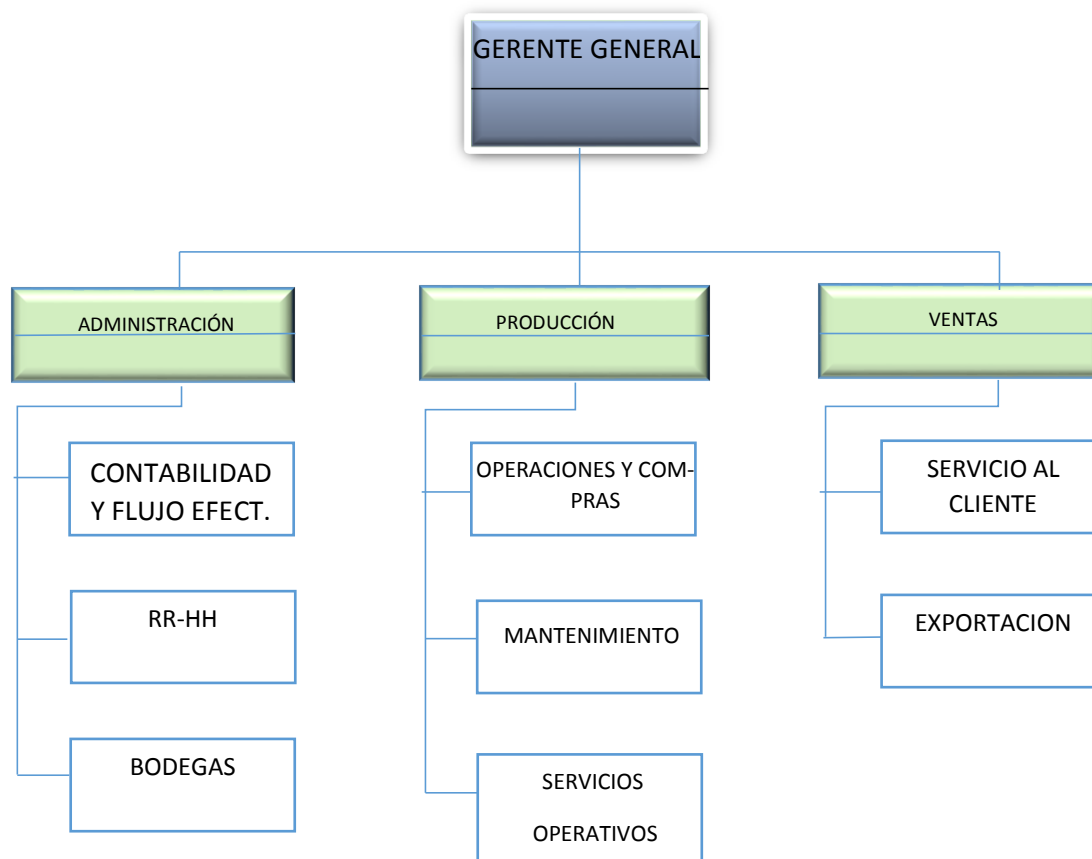 GERENTE GENERAL
ADMINISTRACIÓN
PRODUCCIÓN
VENTAS
CONTABILIDAD
Y FLUJO EFECT.
OPERACIONES Y COM-
PRAS
SERVICIO AL
CLIENTE
RR-HH
MANTENIMIENTO
EXPORTACION
BODEGAS
SERVICIOS
OPERATIVOS